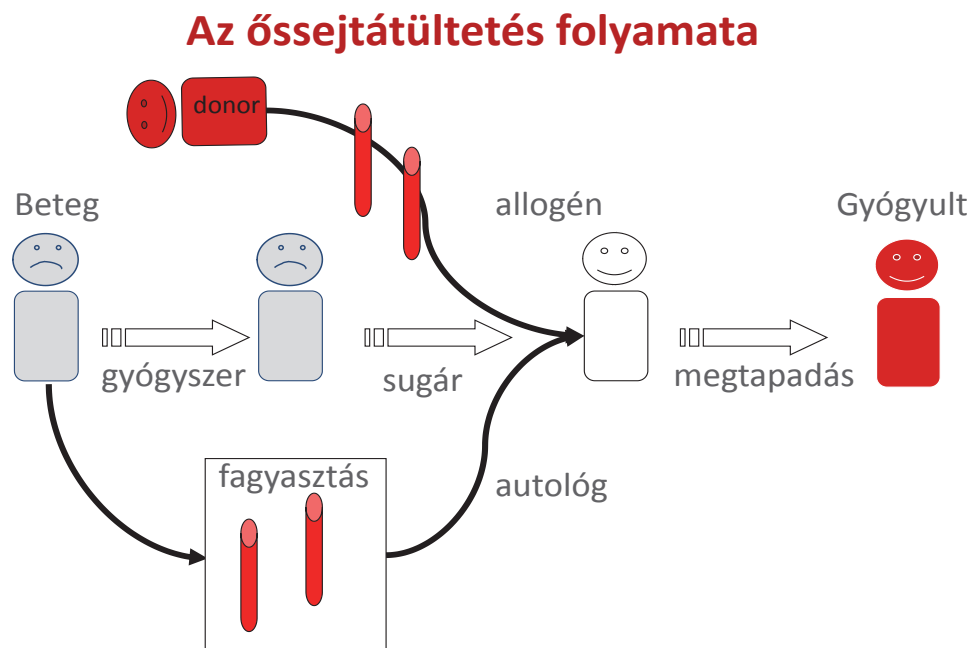 Az őssejtátültetés folyamata
donor
Beteg
allogén
Gyógyult
gyógyszer
sugár
megtapadás
fagyasztás
autológ